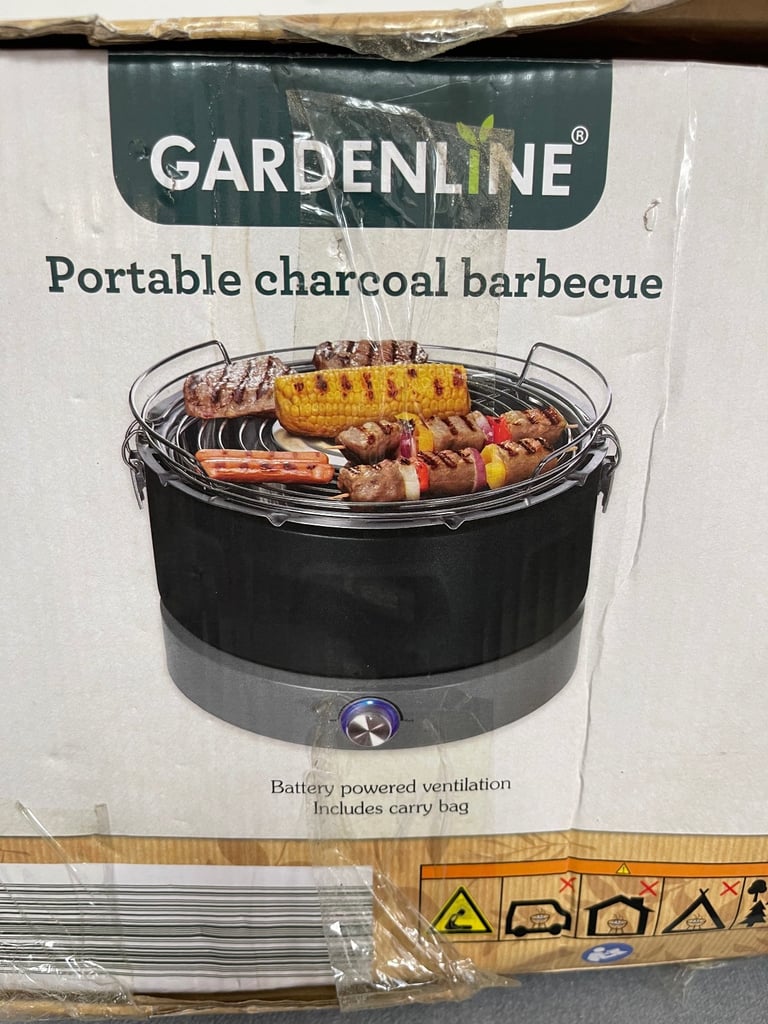 GARDENLINE®
Portable charcoal barbecue
Battery powered ventilation
Includes carry bag